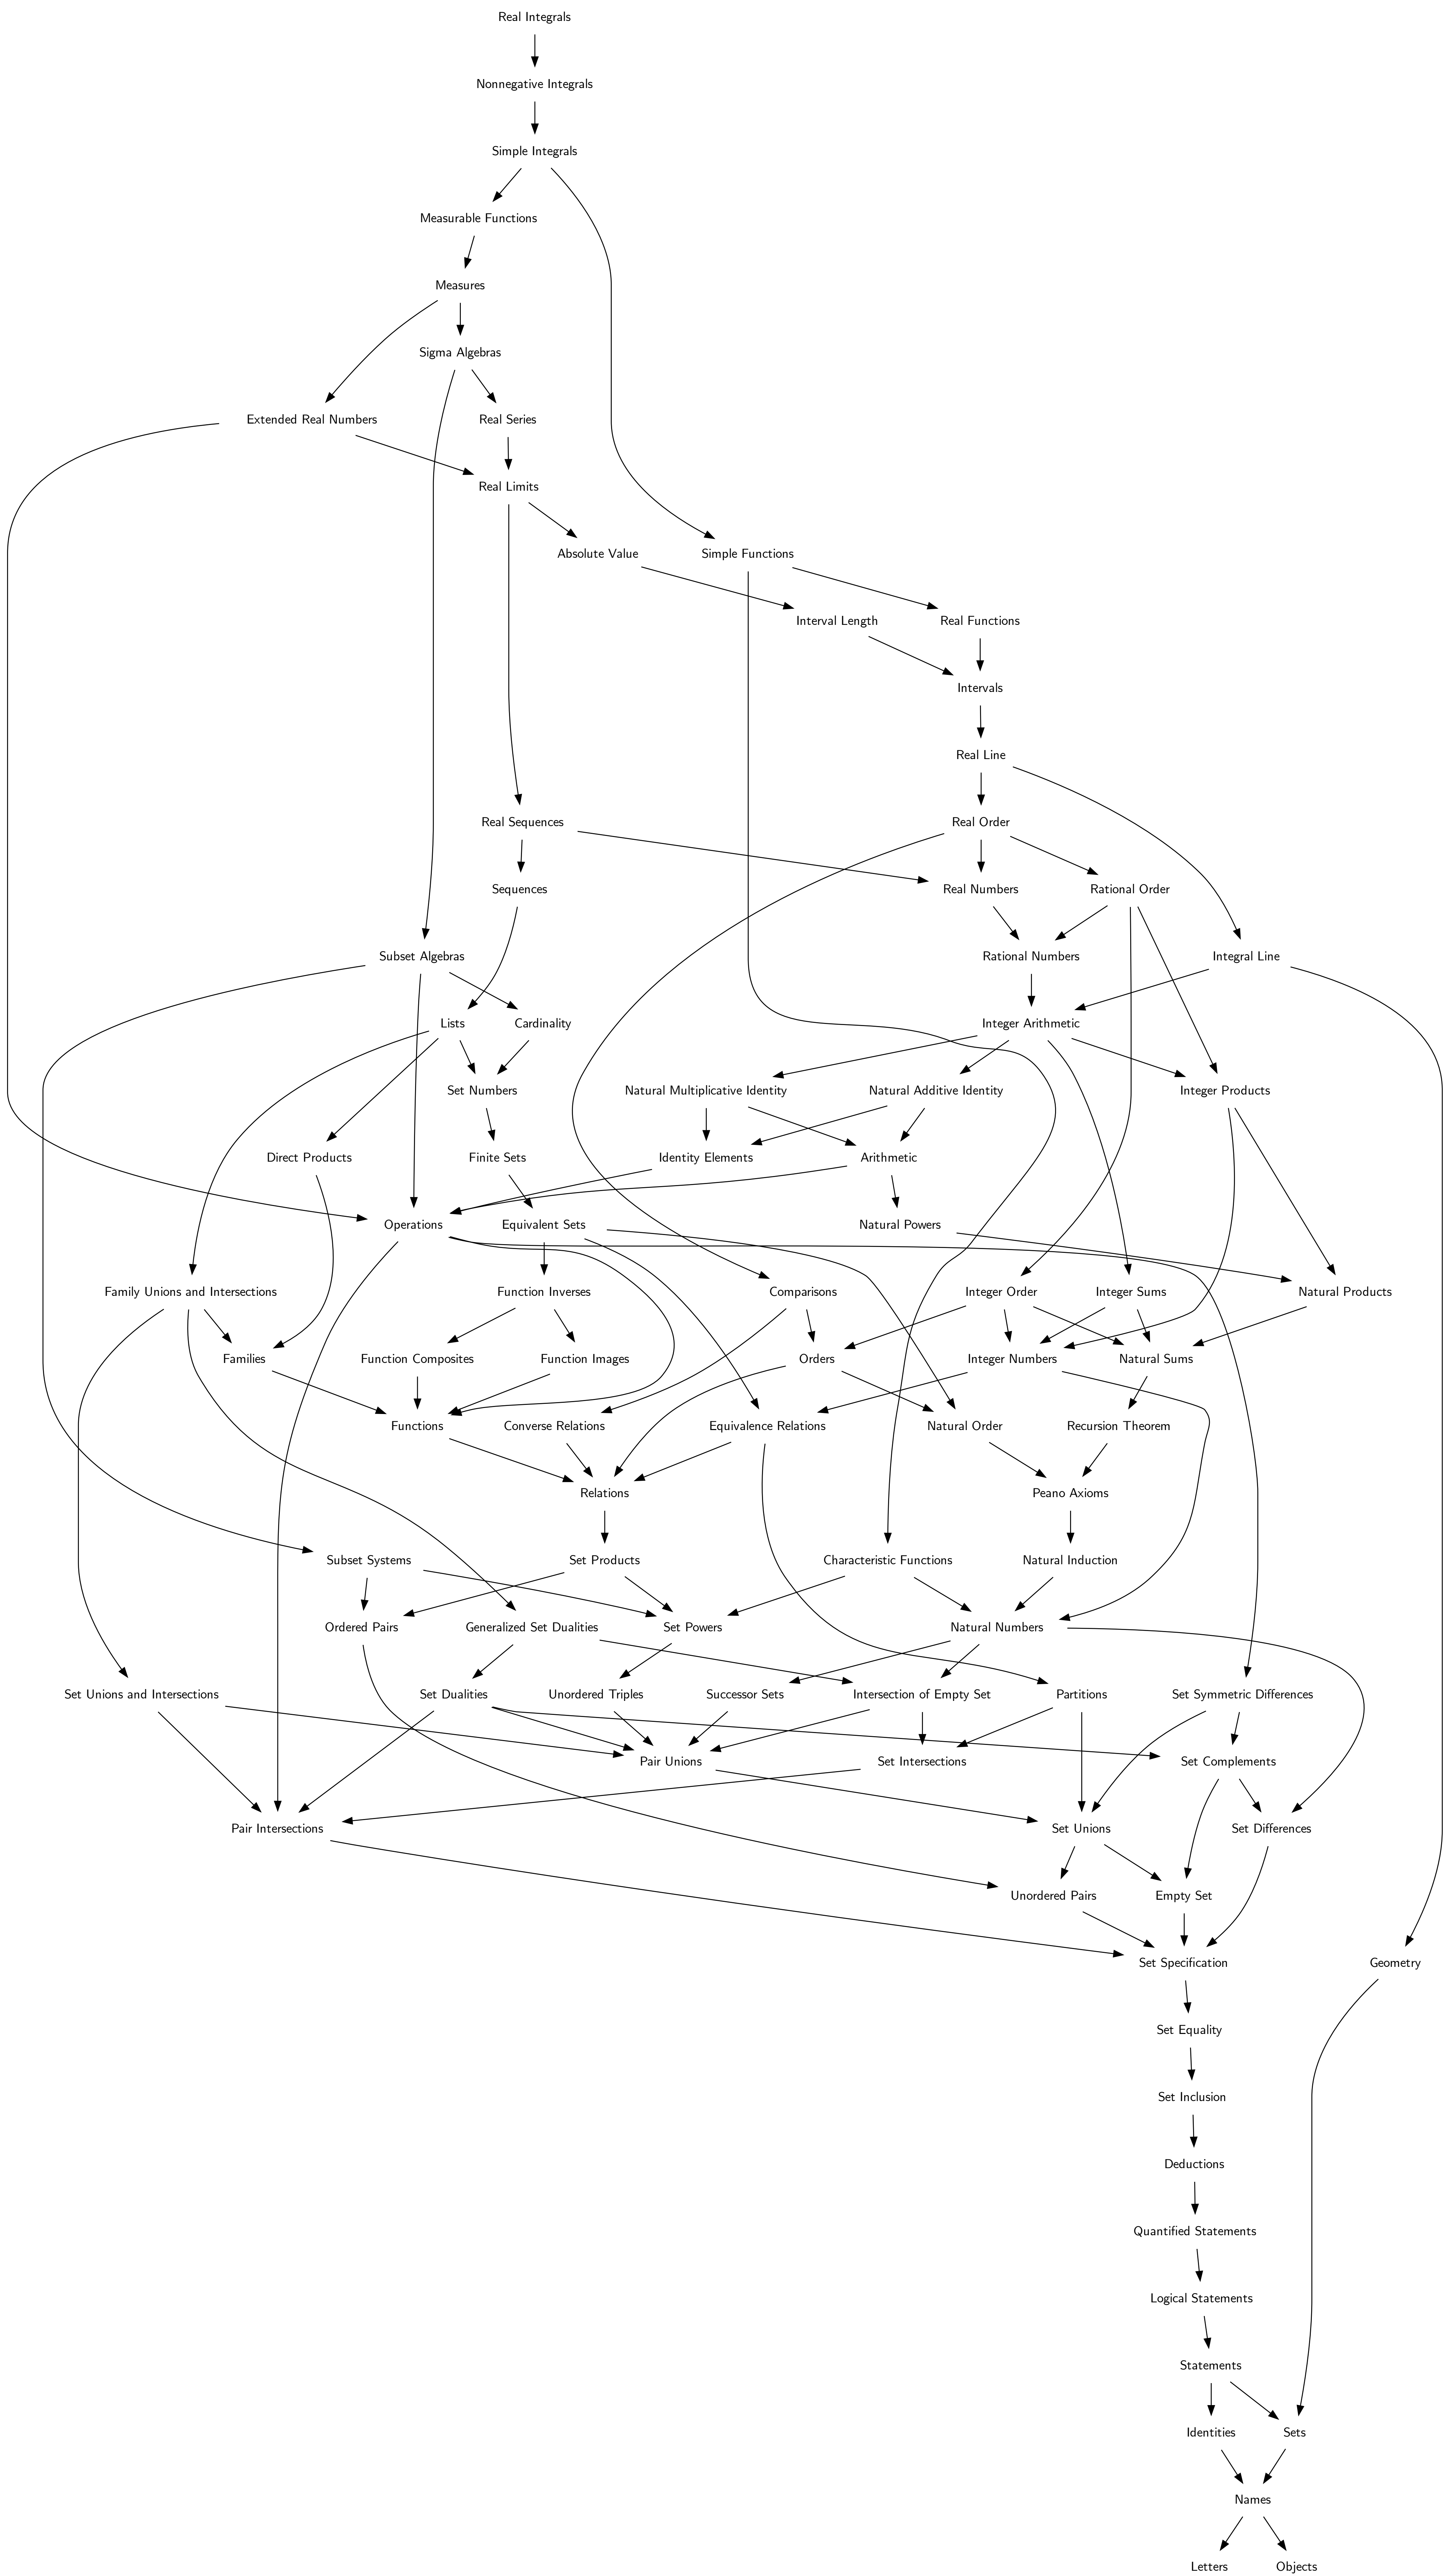 Real Integrals
Nonnegative Integrals
Simple Integrals
Measurable Functions
Measures
Sigma Algebras
Extended Real Numbers
Real Series
Real Limits
Absolute Value
Simple Functions
Interval Length
Real Functions
Intervals
Real Line
Real Sequences
Real Order
Sequences
Real Numbers
Rational Order
Subset Algebras
Rational Numbers
Integral Line
Lists
Cardinality
Integer Arithmetic
Set Numbers
Natural Multiplicative Identity
Natural Additive Identity
Integer Products
Direct Products
Finite Sets
Identity Elements
Arithmetic
Operations
Equivalent Sets
Natural Powers
Family Unions and Intersections
Function Inverses
Comparisons
Integer Order
Integer Sums
Natural Products
Families
Function Composites
Function Images
Orders
Integer Numbers
Natural Sums
Functions
Converse Relations
Equivalence Relations
Natural Order
Recursion Theorem
Relations
Peano Axioms
Subset Systems
Set Products
Characteristic Functions
Natural Induction
Ordered Pairs
Generalized Set Dualities
Set Powers
Natural Numbers
Set Unions and Intersections
Set Dualities
Unordered Triples
Successor Sets
Intersection of Empty Set
Partitions
Set Symmetric Differences
Pair Unions
Set Intersections
Set Complements
Pair Intersections
Set Unions
Set Differences
Unordered Pairs
Empty Set
Set Specification
Geometry
Set Equality
Set Inclusion
Deductions
Quantified Statements
Logical Statements
Statements
Identities
Sets
Names
Letters
Objects